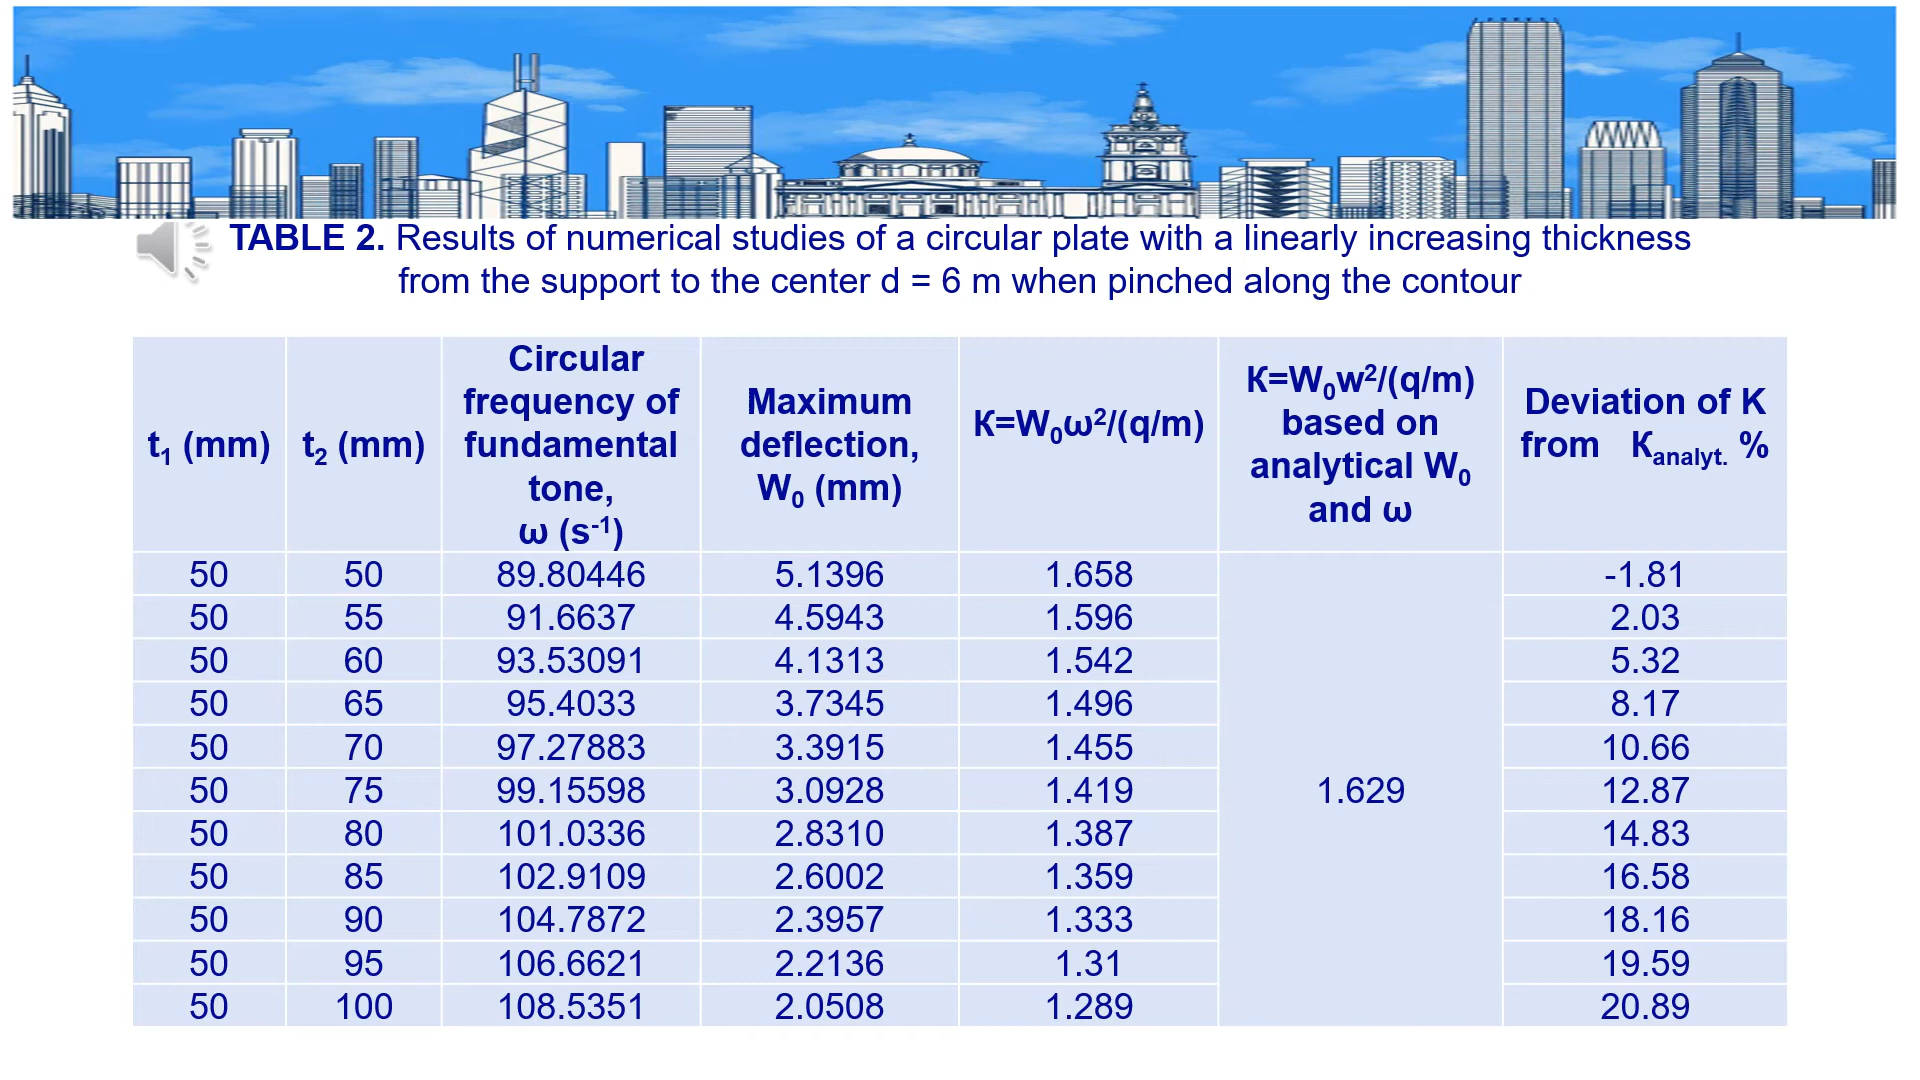 TABLE 2. Results of numerical studies of a circular plate with a linearly increasing thickness
from the support to the center d = 6 m when pinched along the contour
t₁ (mm) t₂ (mm) Circular frequency of fundamental tone, ω (s⁻¹) Maximum deflection, W₀ (mm) К=W₀ω²/(q/m) К=W₀w²/(q/m) based on analytical W₀ and ω Deviation of K from Кanalyt. %
50 50 89.80446 5.1396 1.658 -1.81
50 55 91.6637 4.5943 1.596 2.03
50 60 93.53091 4.1313 1.542 5.32
50 65 95.4033 3.7345 1.496 8.17
50 70 97.27883 3.3915 1.455 10.66
50 75 99.15598 3.0928 1.419 1.629 12.87
50 80 101.0336 2.8310 1.387 14.83
50 85 102.9109 2.6002 1.359 16.58
50 90 104.7872 2.3957 1.333 18.16
50 95 106.6621 2.2136 1.31 19.59
50 100 108.5351 2.0508 1.289 20.89